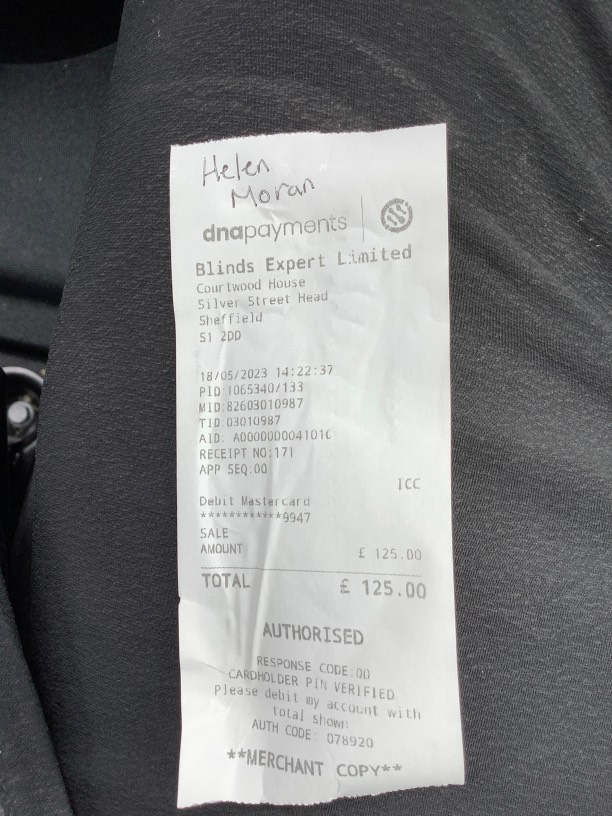 Helen
Moran
dnapayments
Blinds Expert Limited
Courtwood House
Silver Street Head
Sheffield
S1 2DD
18/05/2023 14:22:37
PID:1065340/133
MID:82603010987
TID:03010987
AID: A0000000041010
RECEIPT NO:171
APP SEQ:00
ICC
Debit Mastercard
************9947
SALE
AMOUNT £ 125.00
TOTAL £ 125.00
AUTHORISED
RESPONSE CODE:00
CARDHOLDER PIN VERIFIED
Please debit my account with
total shown
AUTH CODE: 078920
**MERCHANT COPY**